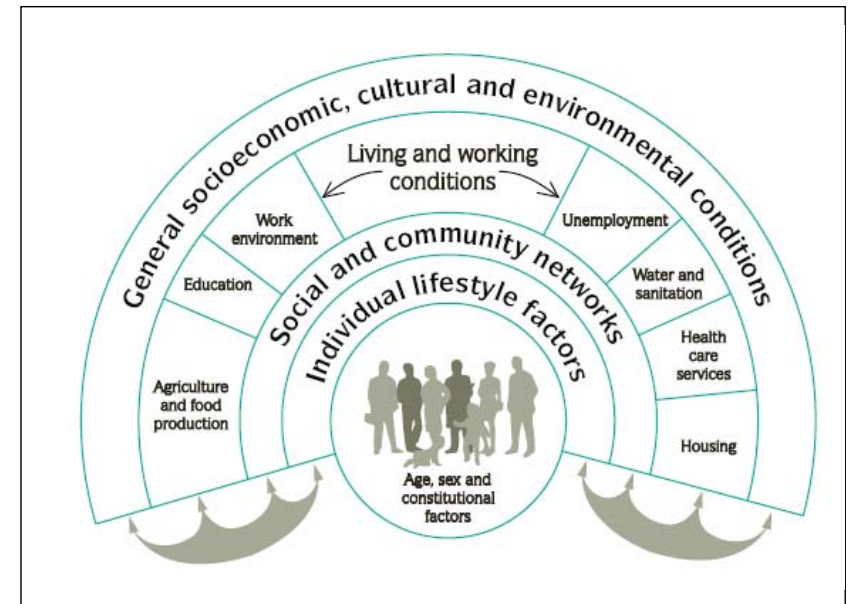 General socioeconomic, cultural and environmental conditions
Living and working
conditions
Work
environment
Unemployment
Education
Water and
sanitation
Agriculture
and food
production
Health
care
services
Housing
Social and community networks
Individual lifestyle factors
Age, sex and
constitutional
factors